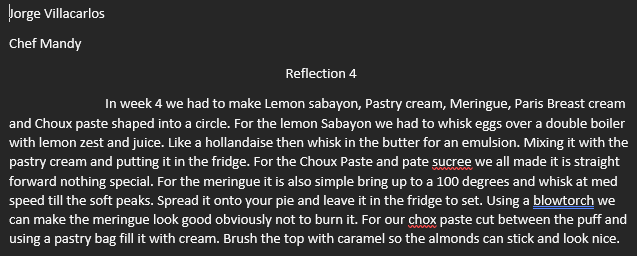 Jorge Villacarlos
Chef Mandy
Reflection 4
In week 4 we had to make Lemon sabayon, Pastry cream, Meringue, Paris Breast cream
and Choux paste shaped into a circle. For the lemon Sabayon we had to whisk eggs over a double boiler
with lemon zest and juice. Like a hollandaise then whisk in the butter for an emulsion. Mixing it with the
pastry cream and putting it in the fridge. For the Choux Paste and pate sucree we all made it is straight
forward nothing special. For the meringue it is also simple bring up to a 100 degrees and whisk at med
speed till the soft peaks. Spread it onto your pie and leave it in the fridge to set. Using a blowtorch we
can make the meringue look good obviously not to burn it. For our chox paste cut between the puff and
using a pastry bag fill it with cream. Brush the top with caramel so the almonds can stick and look nice.